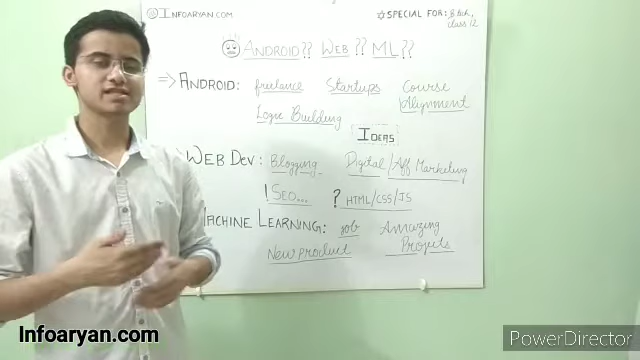 Infoaryan.com
☆ SPECIAL FOR: B.tech, class 12
ANDROID?? WEB?? ML??
⇒ ANDROID: freelance Startups Course Alignment
Logic Building
IDEAS
WEB DEV: Blogging Digital/Aff Marketing
! SEO... ? HTML/CSS/JS
MACHINE LEARNING: Job Amazing Projects
New product
Infoaryan.com
PowerDirector